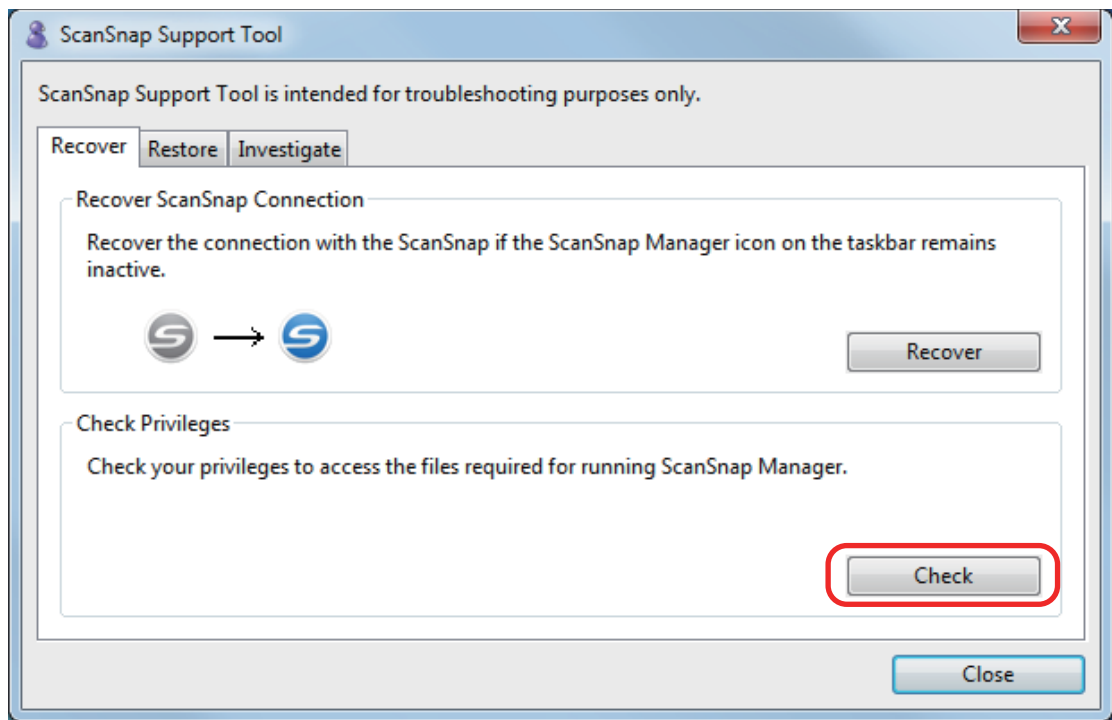 ScanSnap Support Tool
ScanSnap Support Tool is intended for troubleshooting purposes only.
Recover Restore Investigate
Recover ScanSnap Connection
Recover the connection with the ScanSnap if the ScanSnap Manager icon on the taskbar remains
inactive.
Recover
Check Privileges
Check your privileges to access the files required for running ScanSnap Manager.
Check
Close